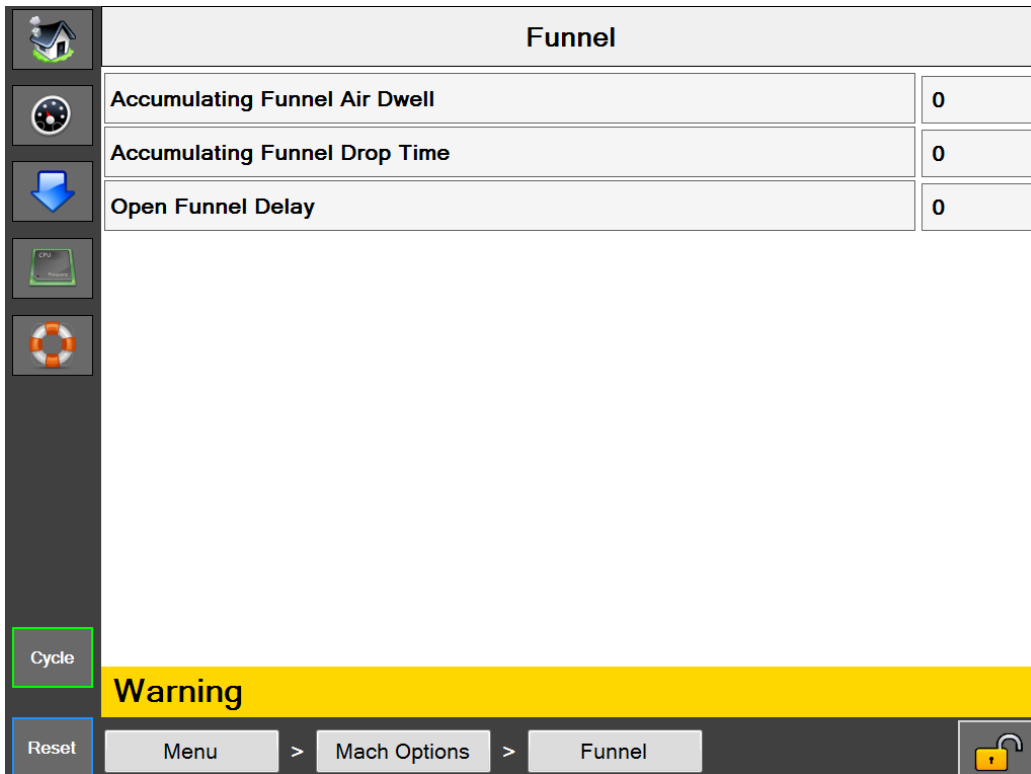 Funnel
Accumulating Funnel Air Dwell 0
Accumulating Funnel Drop Time 0
Open Funnel Delay 0
CPU
Cycle
Warning
Reset Menu > Mach Options > Funnel